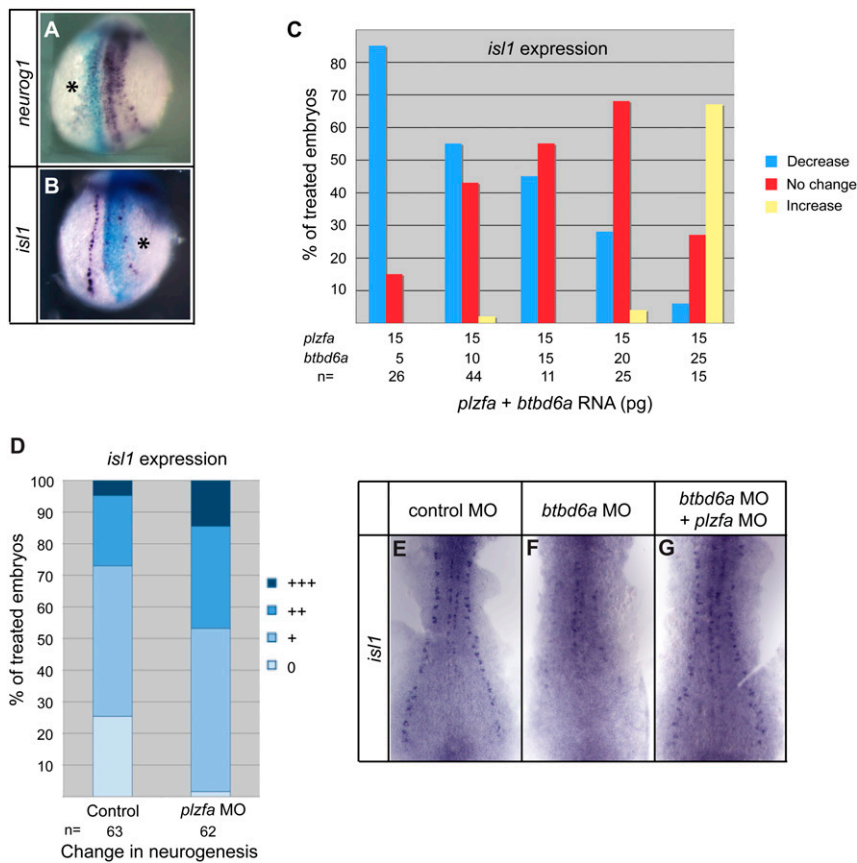 A
neurog1
*
B
isl1
*
C
isl1 expression
% of treated embryos
80
70
60
50
40
30
20
10
Decrease
No change
Increase
plzfa 15 15 15 15 15
btbd6a 5 10 15 20 25
n= 26 44 11 25 15
plzfa + btbd6a RNA (pg)
D
isl1 expression
% of treated embryos
100
90
80
70
60
50
40
30
20
10
+++
++
+
0
Control plzfa MO
n= 63 62
Change in neurogenesis
control MO
btbd6a MO
btbd6a MO
+ plzfa MO
isl1
E
F
G